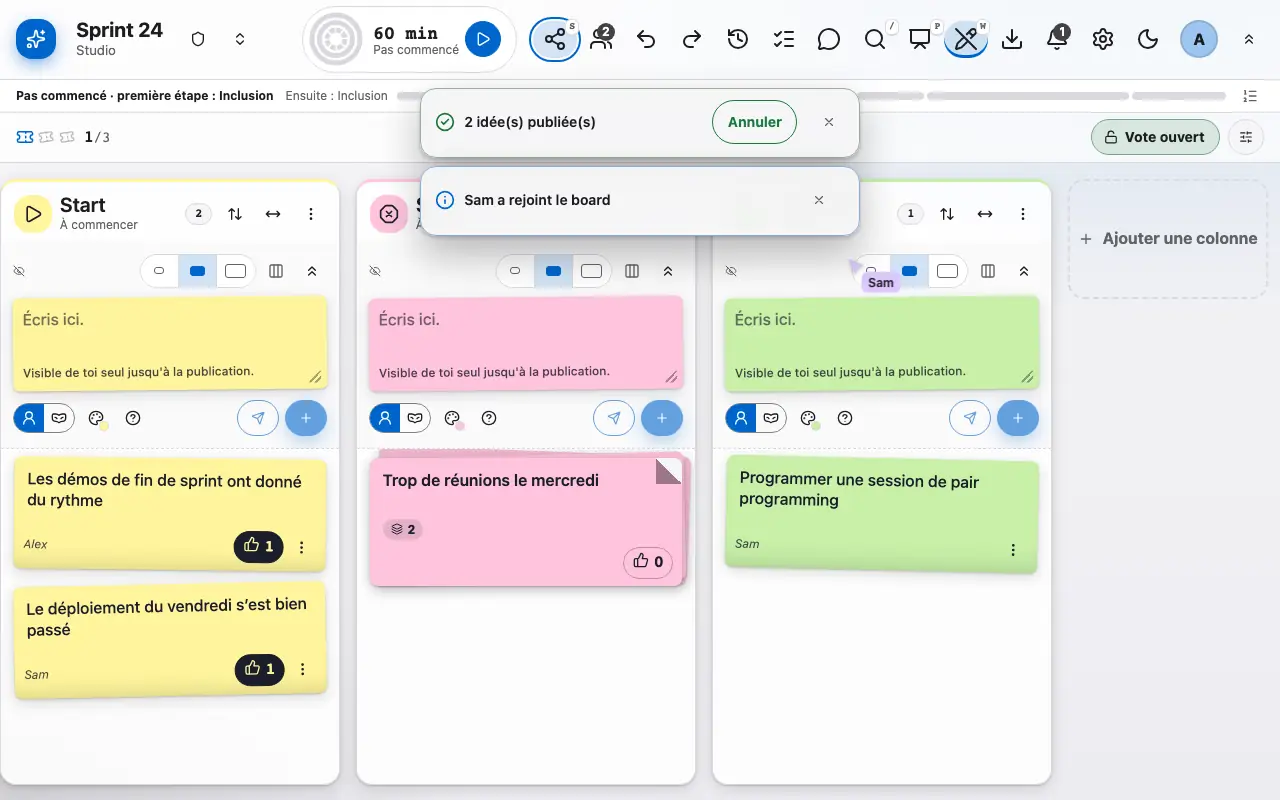 Sprint 24
Studio
60 min
Pas commencé
S
2
/
P
W
1
A
Pas commencé · première étape : Inclusion
Ensuite : Inclusion
1/3
Vote ouvert
2 idée(s) publiée(s)
Annuler
Sam a rejoint le board
Start
À commencer
2
1
Ajouter une colonne
Sam
Écris ici.
Visible de toi seul jusqu'à la publication.
Écris ici.
Visible de toi seul jusqu'à la publication.
Écris ici.
Visible de toi seul jusqu'à la publication.
Les démos de fin de sprint ont donné
du rythme
Alex
1
Le déploiement du vendredi s’est bien
passé
Sam
1
Trop de réunions le mercredi
2
0
Programmer une session de pair
programming
Sam